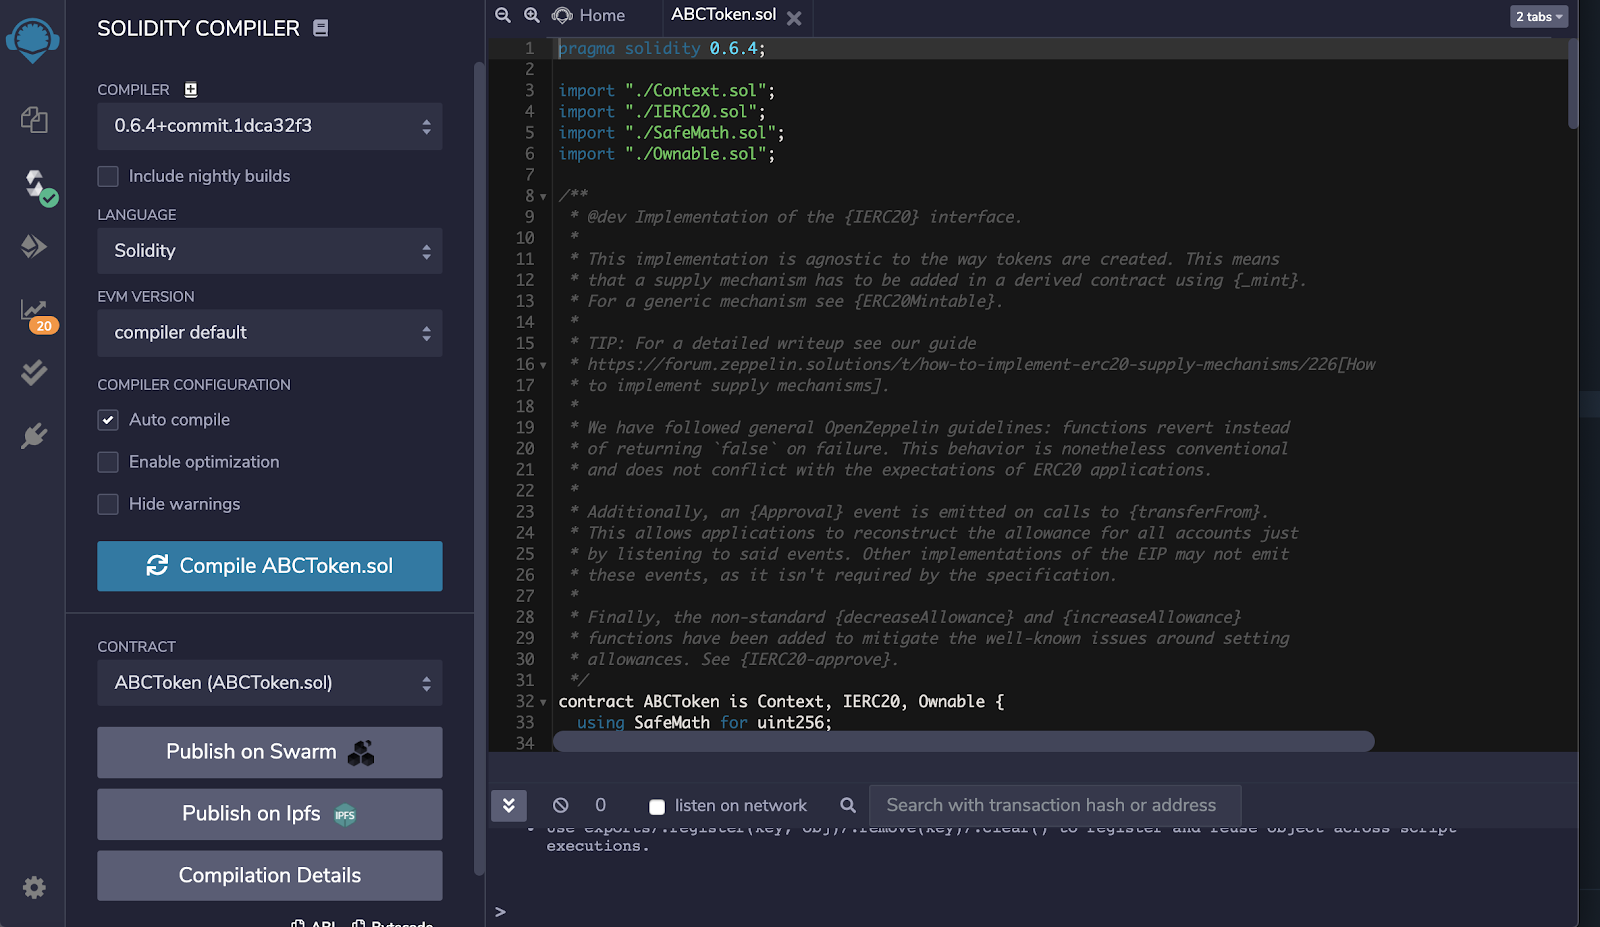 SOLIDITY COMPILER
COMPILER
0.6.4+commit.1dca32f3
Include nightly builds
LANGUAGE
Solidity
EVM VERSION
compiler default
COMPILER CONFIGURATION
Auto compile
Enable optimization
Hide warnings
Compile ABCToken.sol
CONTRACT
ABCToken (ABCToken.sol)
Publish on Swarm
Publish on Ipfs IPFS
Compilation Details
ABI Bytecode
20
Home ABCToken.sol 2 tabs
1 pragma solidity 0.6.4;
2
3 import "./Context.sol";
4 import "./IERC20.sol";
5 import "./SafeMath.sol";
6 import "./Ownable.sol";
7
8 /**
9 * @dev Implementation of the {IERC20} interface.
10 *
11 * This implementation is agnostic to the way tokens are created. This means
12 * that a supply mechanism has to be added in a derived contract using {_mint}.
13 * For a generic mechanism see {ERC20Mintable}.
14 *
15 * TIP: For a detailed writeup see our guide
16 * https://forum.zeppelin.solutions/t/how-to-implement-erc20-supply-mechanisms/226[How
17 * to implement supply mechanisms].
18 *
19 * We have followed general OpenZeppelin guidelines: functions revert instead
20 * of returning `false` on failure. This behavior is nonetheless conventional
21 * and does not conflict with the expectations of ERC20 applications.
22 *
23 * Additionally, an {Approval} event is emitted on calls to {transferFrom}.
24 * This allows applications to reconstruct the allowance for all accounts just
25 * by listening to said events. Other implementations of the EIP may not emit
26 * these events, as it isn't required by the specification.
27 *
28 * Finally, the non-standard {decreaseAllowance} and {increaseAllowance}
29 * functions have been added to mitigate the well-known issues around setting
30 * allowances. See {IERC20-approve}.
31 */
32 contract ABCToken is Context, IERC20, Ownable {
33 using SafeMath for uint256;
34
0 listen on network Search with transaction hash or address
• use exports/.register(key, obj)/.remove(key)/.clear() to register and reuse object across script
executions.
>